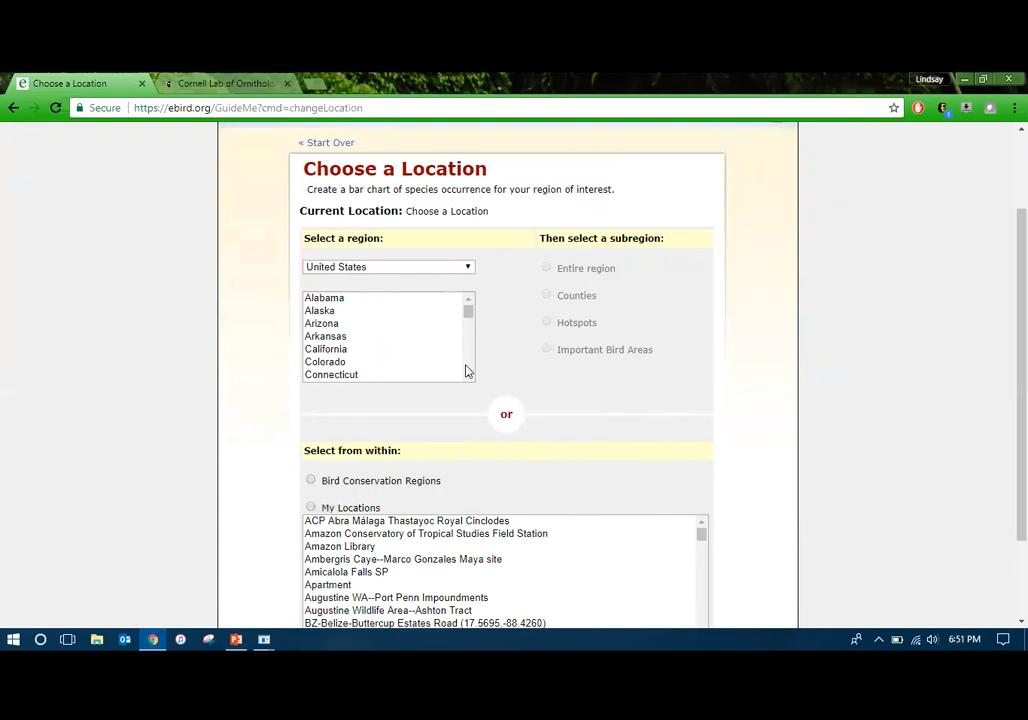 Choose a Location
Cornell Lab of Ornitholo
Lindsay
Secure https://ebird.org/GuideMe?cmd=changeLocation
« Start Over
Choose a Location
Create a bar chart of species occurrence for your region of interest.
Current Location: Choose a Location
Select a region:
Then select a subregion:
United States
Entire region
Alabama
Alaska
Counties
Arizona
Hotspots
Arkansas
California
Important Bird Areas
Colorado
Connecticut
or
Select from within:
Bird Conservation Regions
My Locations
ACP Abra Málaga Thastayoc Royal Cinclodes
Amazon Conservatory of Tropical Studies Field Station
Amazon Library
Ambergris Caye--Marco Gonzales Maya site
Amicalola Falls SP
Apartment
Augustine WA--Port Penn Impoundments
Augustine Wildlife Area--Ashton Tract
BZ-Belize-Buttercup Estates Road (17.5695,-88.4260)
6:51 PM